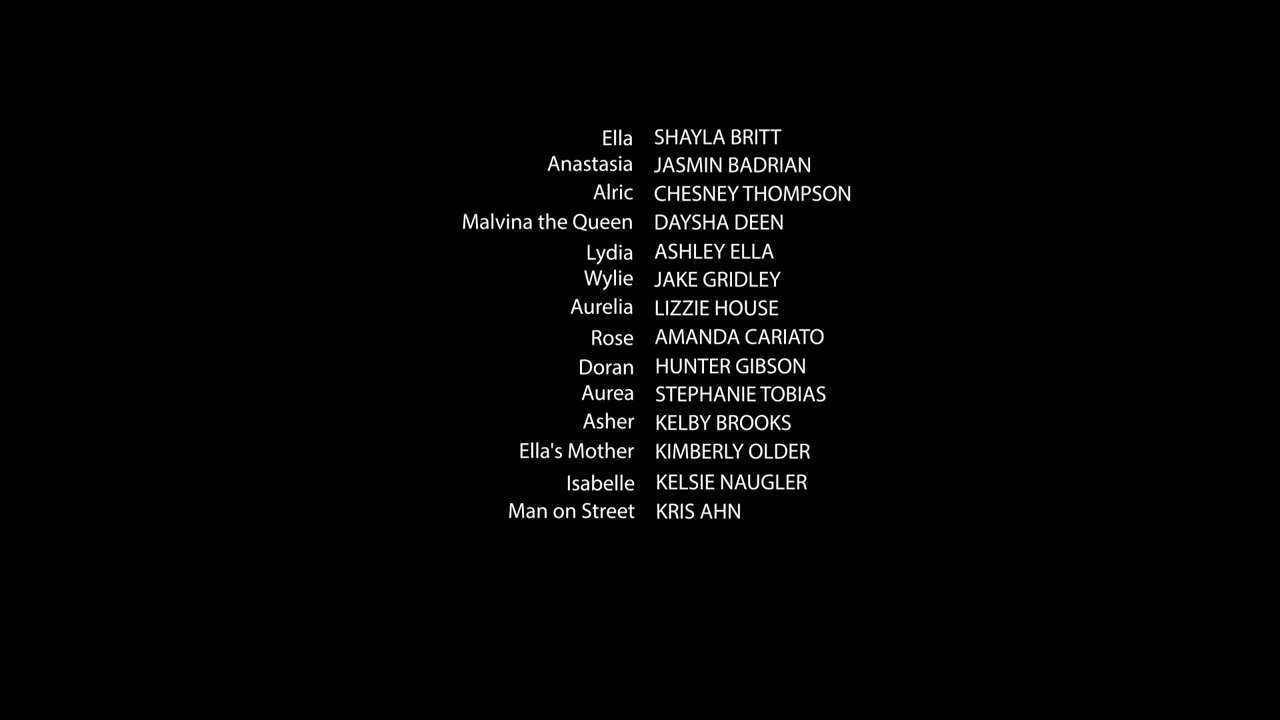 Ella SHAYLA BRITT
Anastasia JASMIN BADRIAN
Alric CHESNEY THOMPSON
Malvina the Queen DAYSHA DEEN
Lydia ASHLEY ELLA
Wylie JAKE GRIDLEY
Aurelia LIZZIE HOUSE
Rose AMANDA CARIATO
Doran HUNTER GIBSON
Aurea STEPHANIE TOBIAS
Asher KELBY BROOKS
Ella's Mother KIMBERLY OLDER
Isabelle KELSIE NAUGLER
Man on Street KRIS AHN